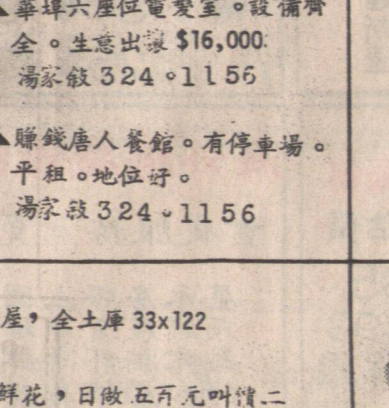 ▲華埠六座位電髮室。設備齊
全。生意出讓 $16,000.
湯家敘 324。1156
▲賺錢唐人餐館。有停車場。
平租。地位好。
湯家敘 324。1156
屋,全土庫 33x122
鮮花,日做五百元叫價二